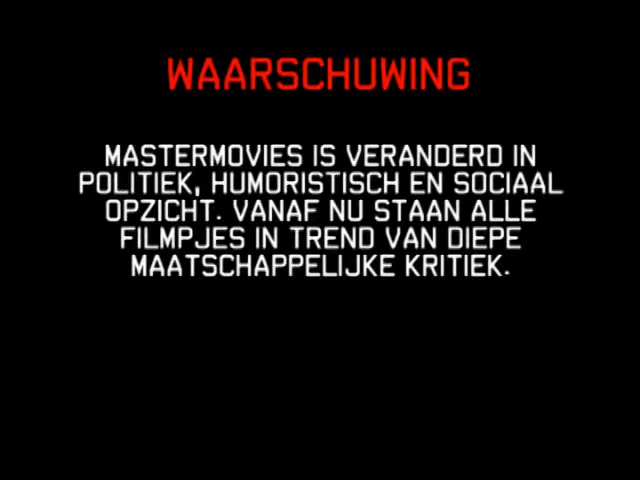 WAARSCHUWING
MASTERMOVIES IS VERANDERD IN
POLITIEK, HUMORISTISCH EN SOCIAAL
OPZICHT. VANAF NU STAAN ALLE
FILMPJES IN TREND VAN DIEPE
MAATSCHAPPELIJKE KRITIEK.